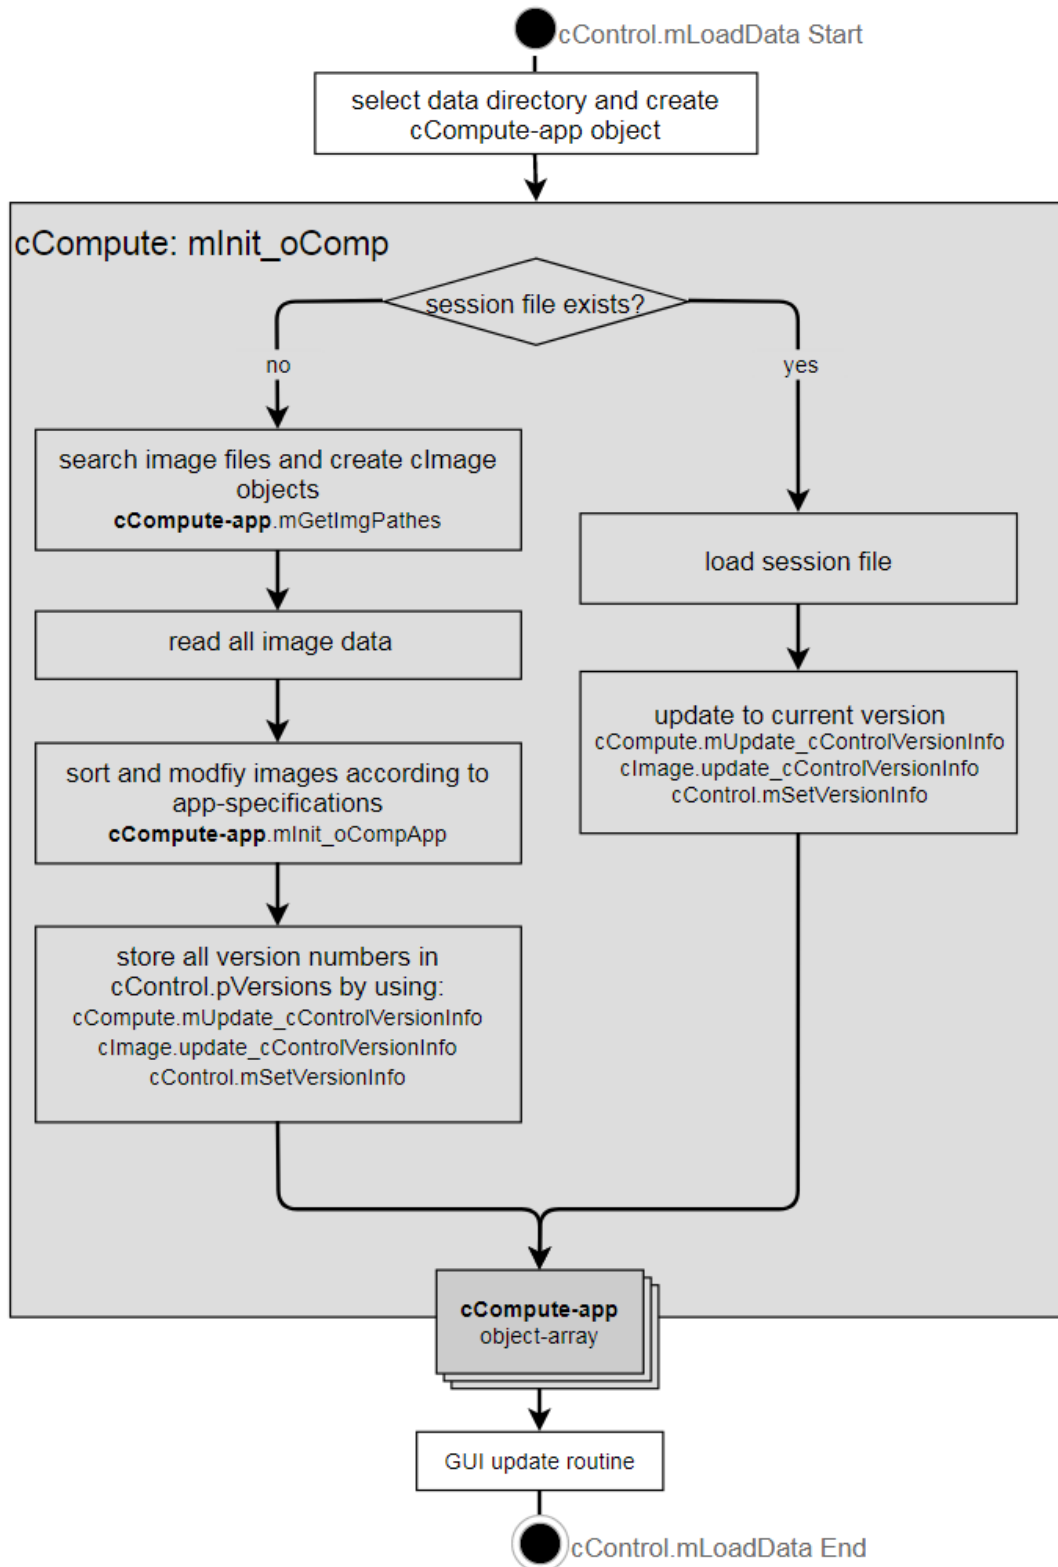 cControl.mLoadData Start
select data directory and create
cCompute-app object
cCompute: mInit_oComp
session file exists?
no
yes
search image files and create cImage
objects
cCompute-app.mGetImgPathes
read all image data
sort and modfiy images according to
app-specifications
cCompute-app.mInit_oCompApp
store all version numbers in
cControl.pVersions by using:
cCompute.mUpdate_cControlVersionInfo
cImage.update_cControlVersionInfo
cControl.mSetVersionInfo
load session file
update to current version
cCompute.mUpdate_cControlVersionInfo
cImage.update_cControlVersionInfo
cControl.mSetVersionInfo
cCompute-app
object-array
GUI update routine
cControl.mLoadData End